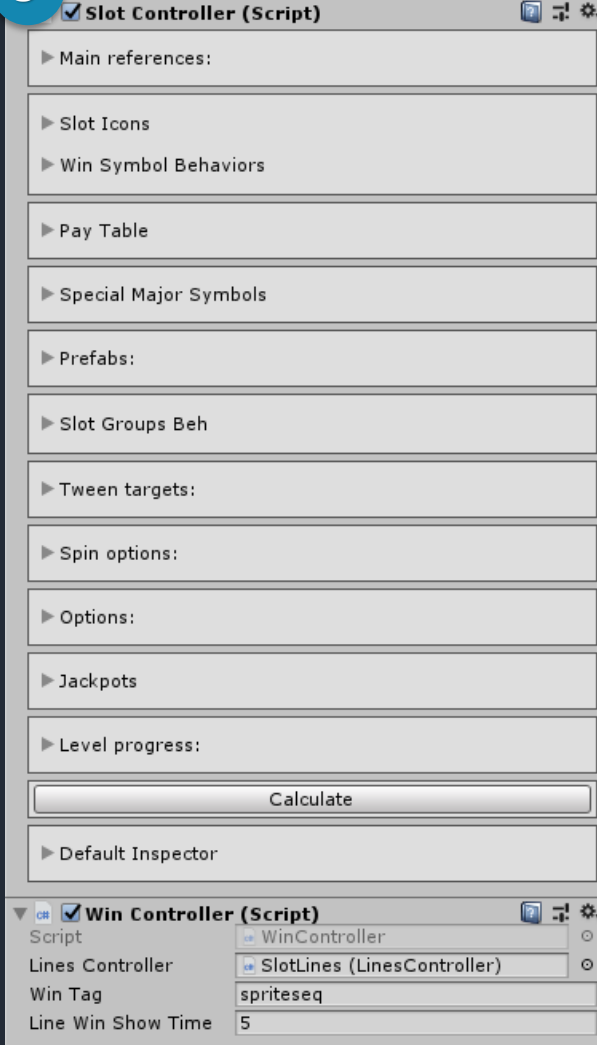 Slot Controller (Script)
Main references:
Slot Icons
Win Symbol Behaviors
Pay Table
Special Major Symbols
Prefabs:
Slot Groups Beh
Tween targets:
Spin options:
Options:
Jackpots
Level progress:
Calculate
Default Inspector
c# Win Controller (Script)
Script WinController
Lines Controller SlotLines (LinesController)
Win Tag spriteseq
Line Win Show Time 5